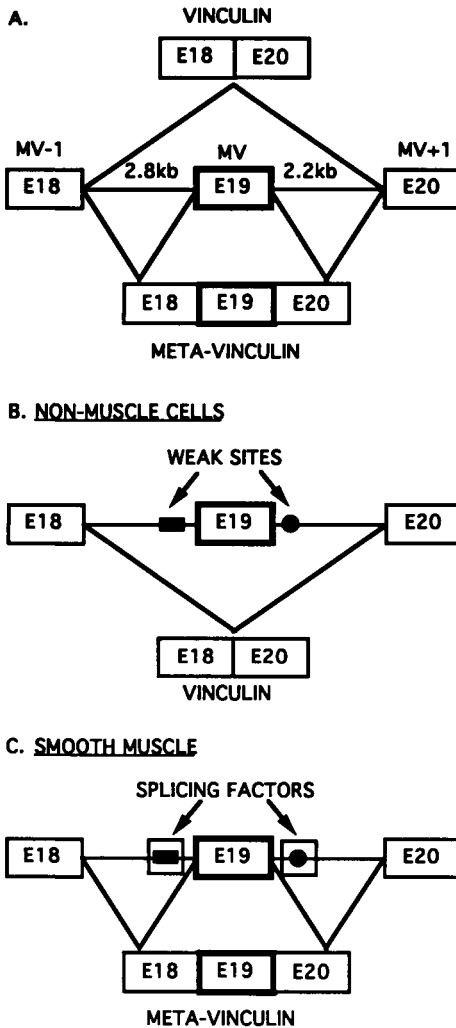 A.
VINCULIN
E18 E20
MV-1 MV MV+1
2.8kb 2.2kb
E18 E19 E20
E18 E19 E20
META-VINCULIN
B. NON-MUSCLE CELLS
WEAK SITES
E18 E19 E20
E18 E20
VINCULIN
C. SMOOTH MUSCLE
SPLICING FACTORS
E18 E19 E20
E18 E19 E20
META-VINCULIN